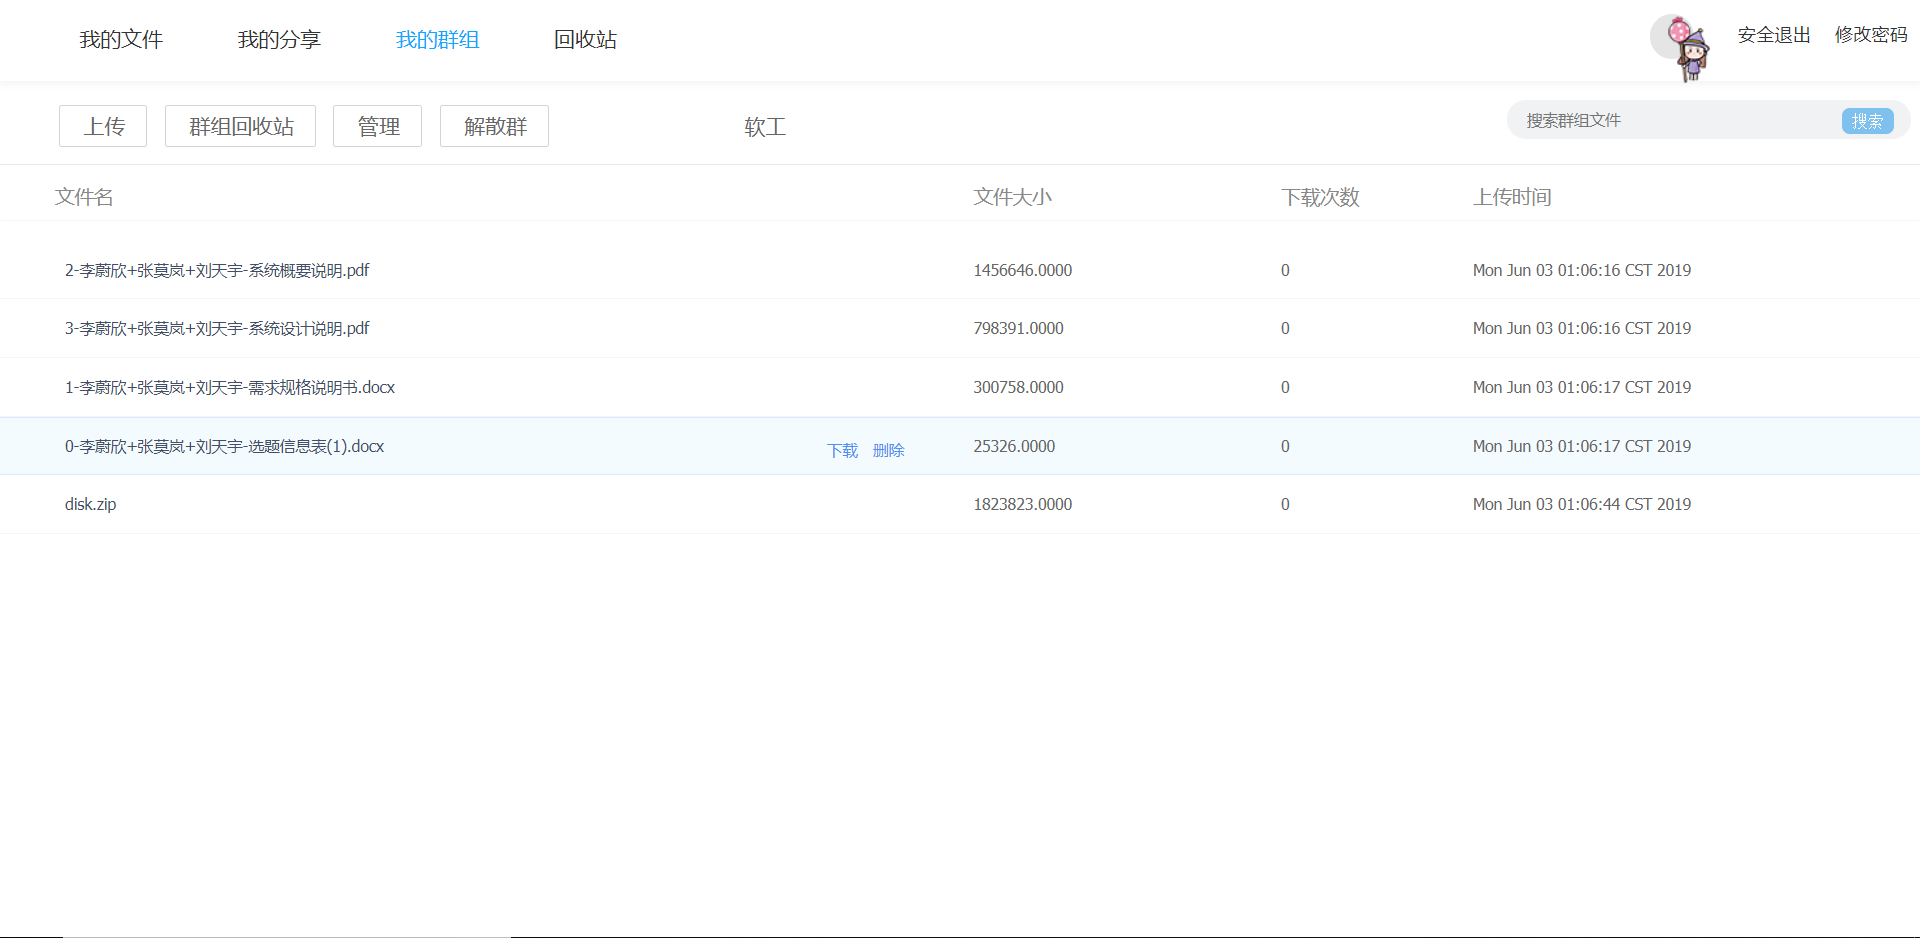 我的文件 我的分享 我的群组 回收站 安全退出 修改密码
上传 群组回收站 管理 解散群 软工 搜索群组文件 搜索
文件名 文件大小 下载次数 上传时间
2-李蔚欣+张莫岚+刘天宇-系统概要说明.pdf 1456646.0000 0 Mon Jun 03 01:06:16 CST 2019
3-李蔚欣+张莫岚+刘天宇-系统设计说明.pdf 798391.0000 0 Mon Jun 03 01:06:16 CST 2019
1-李蔚欣+张莫岚+刘天宇-需求规格说明书.docx 300758.0000 0 Mon Jun 03 01:06:17 CST 2019
0-李蔚欣+张莫岚+刘天宇-选题信息表(1).docx 下载 删除 25326.0000 0 Mon Jun 03 01:06:17 CST 2019
disk.zip 1823823.0000 0 Mon Jun 03 01:06:44 CST 2019